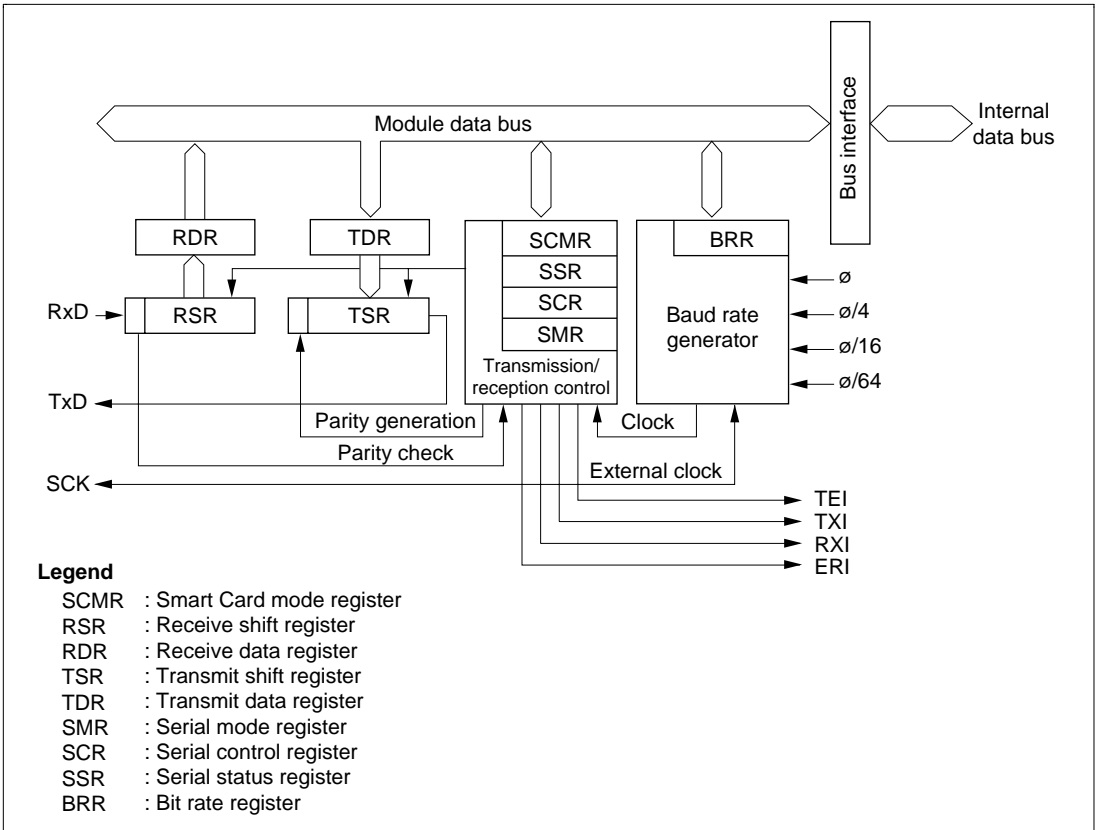 Module data bus
Bus interface
Internal
data bus
RDR
TDR
SCMR
SSR
SCR
SMR
Transmission/
reception control
BRR
Baud rate
generator
ø
ø/4
ø/16
ø/64
RxD
RSR
TSR
TxD
Parity generation
Parity check
Clock
SCK
External clock
TEI
TXI
RXI
ERI
Legend
SCMR : Smart Card mode register
RSR : Receive shift register
RDR : Receive data register
TSR : Transmit shift register
TDR : Transmit data register
SMR : Serial mode register
SCR : Serial control register
SSR : Serial status register
BRR : Bit rate register